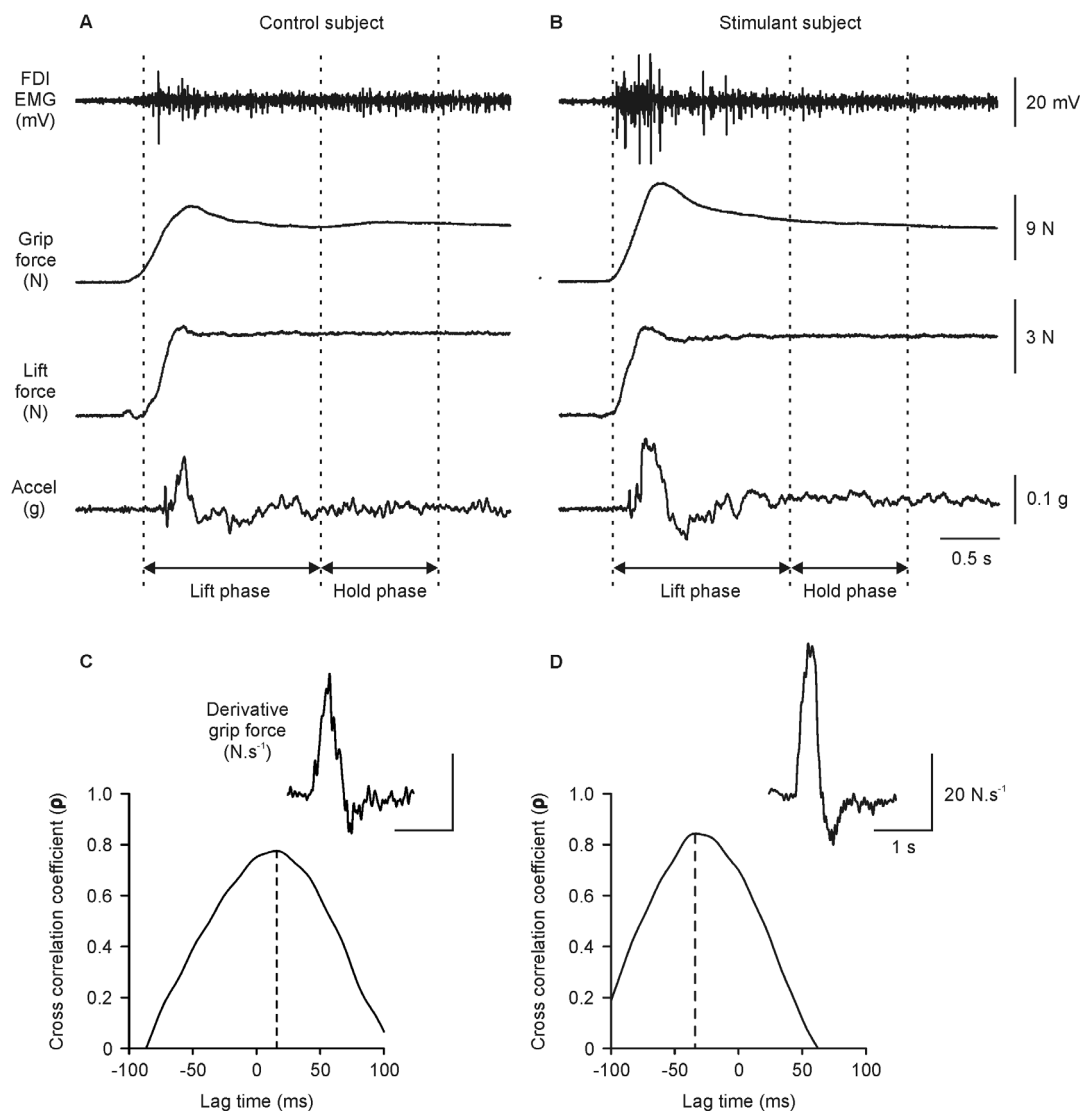 A
Control subject
B
Stimulant subject
FDI
EMG
(mV)
20 mV
Grip
force
(N)
9 N
Lift
force
(N)
3 N
Accel
(g)
0.1 g
0.5 s
Lift phase
Hold phase
Lift phase
Hold phase
C
D
Derivative
grip force
(N.s⁻¹)
20 N.s⁻¹
1 s
Cross correlation coefficient (ρ)
1.0
0.8
0.6
0.4
0.2
0
-100
-50
0
50
100
Lag time (ms)
Cross correlation coefficient (ρ)
1.0
0.8
0.6
0.4
0.2
0
-100
-50
0
50
100
Lag time (ms)